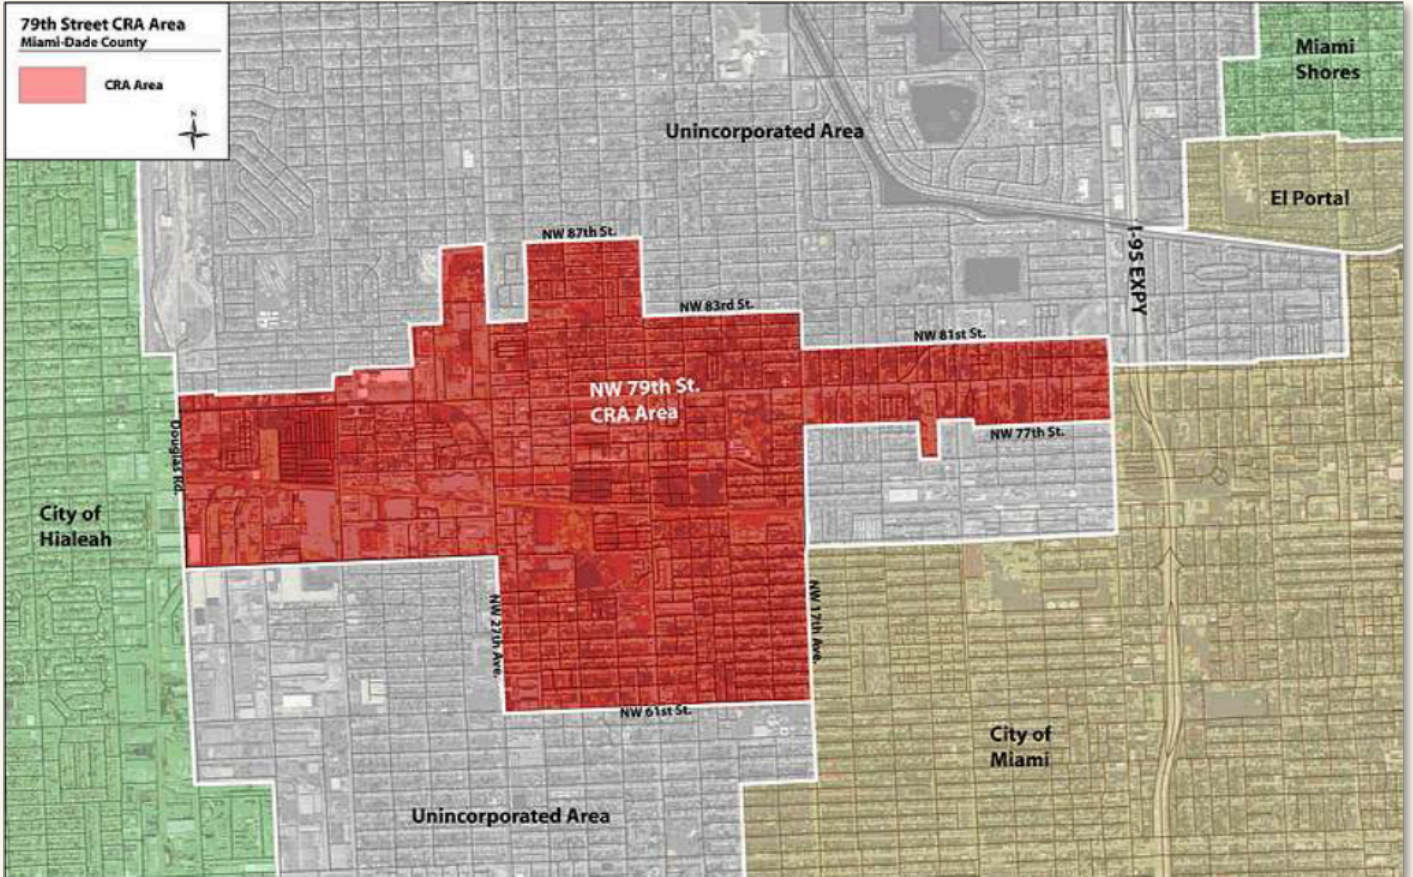 79th Street CRA Area
Miami-Dade County
CRA Area
N
Miami
Shores
Unincorporated Area
El Portal
NW 87th St.
I-95 EXPY
NW 83rd St.
NW 81st St.
NW 79th St.
CRA Area
Douglas Rd.
NW 77th St.
City of
Hialeah
NW 27th Ave.
NW 17th Ave.
NW 61st St.
City of
Miami
Unincorporated Area